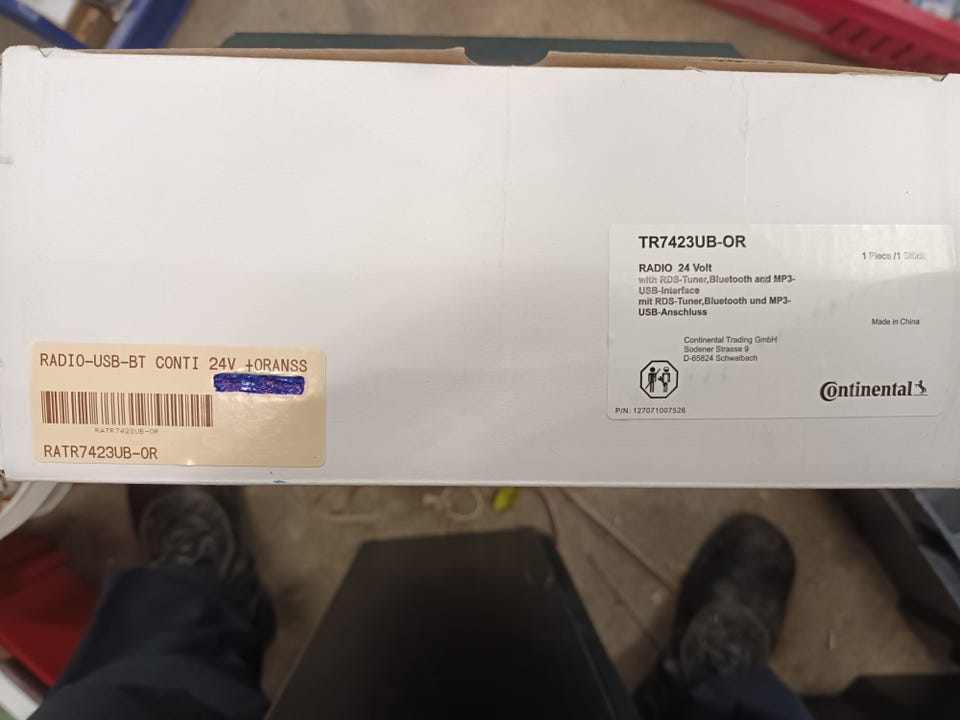 TR7423UB-OR
1 Piece /1 Stück
RADIO 24 Volt
with RDS-Tuner,Bluetooth and MP3-
USB-Interface
mit RDS-Tuner,Bluetooth und MP3-
USB-Anschluss
Made in China
Continental Trading GmbH
Sodener Strasse 9
D-65824 Schwalbach
Continental
P/N: 127071007526
RADIO-USB-BT CONTI 24V +ORANSS
RATR7423UB-OR
RATR7423UB-OR